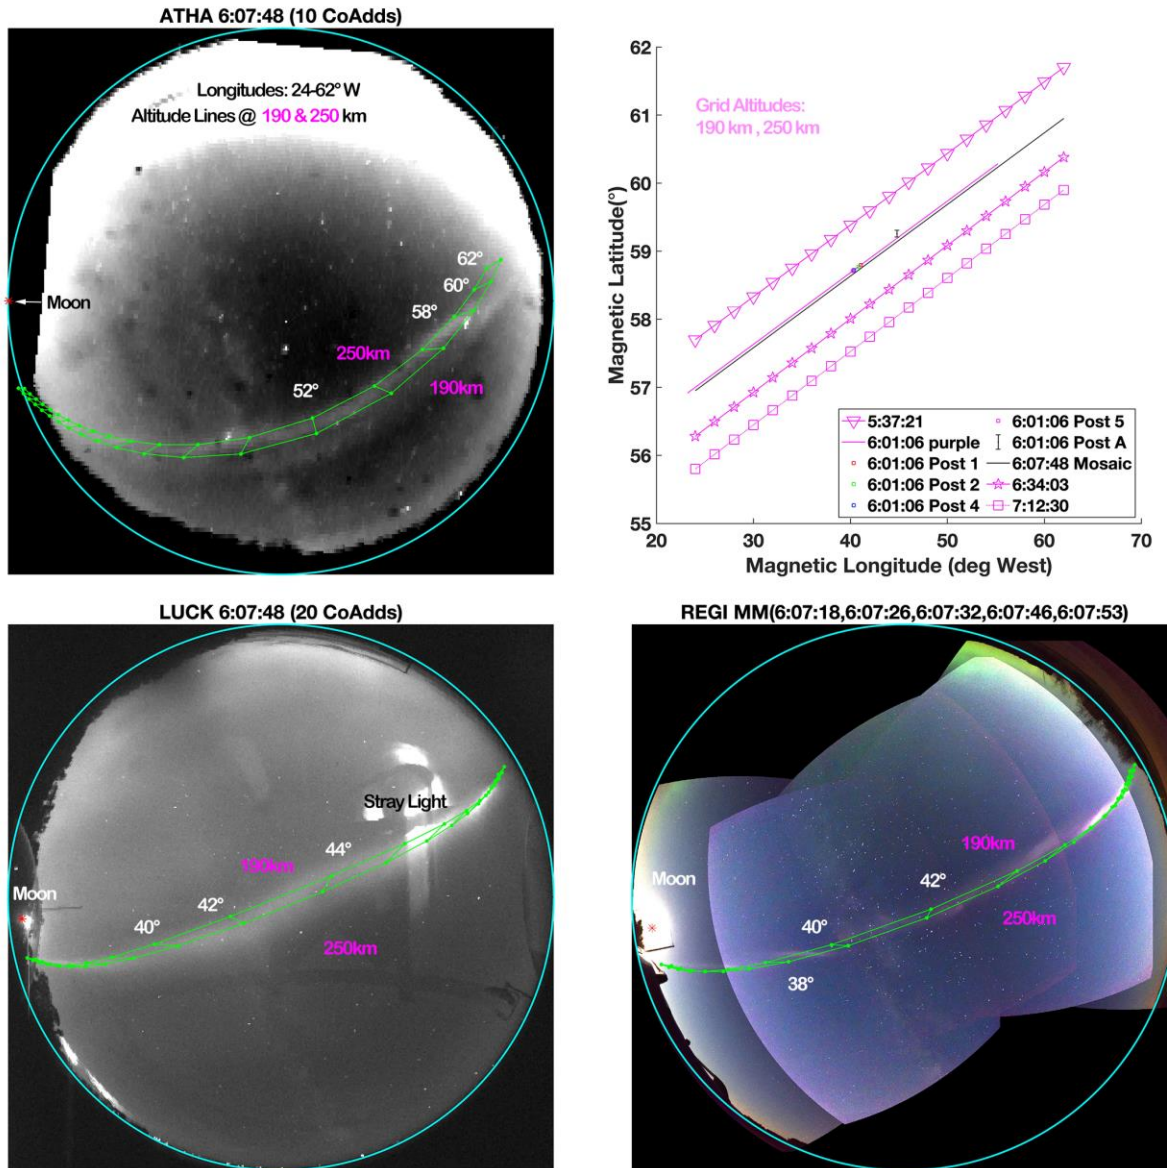 ATHA 6:07:48 (10 CoAdds)
Longitudes: 24-62° W
Altitude Lines @ 190 & 250 km
Moon
62°
60°
58°
250km
52°
190km
62
61
60
59
58
57
56
55
Magnetic Latitude(°)
Grid Altitudes:
190 km , 250 km
5:37:21
6:01:06 purple
6:01:06 Post 1
6:01:06 Post 2
6:01:06 Post 4
6:01:06 Post 5
6:01:06 Post A
6:07:48 Mosaic
6:34:03
7:12:30
20 30 40 50 60 70
Magnetic Longitude (deg West)
LUCK 6:07:48 (20 CoAdds)
Stray Light
44°
190km
Moon
42°
40°
250km
REGI MM(6:07:18,6:07:26,6:07:32,6:07:46,6:07:53)
190km
Moon
42°
250km
40°
38°